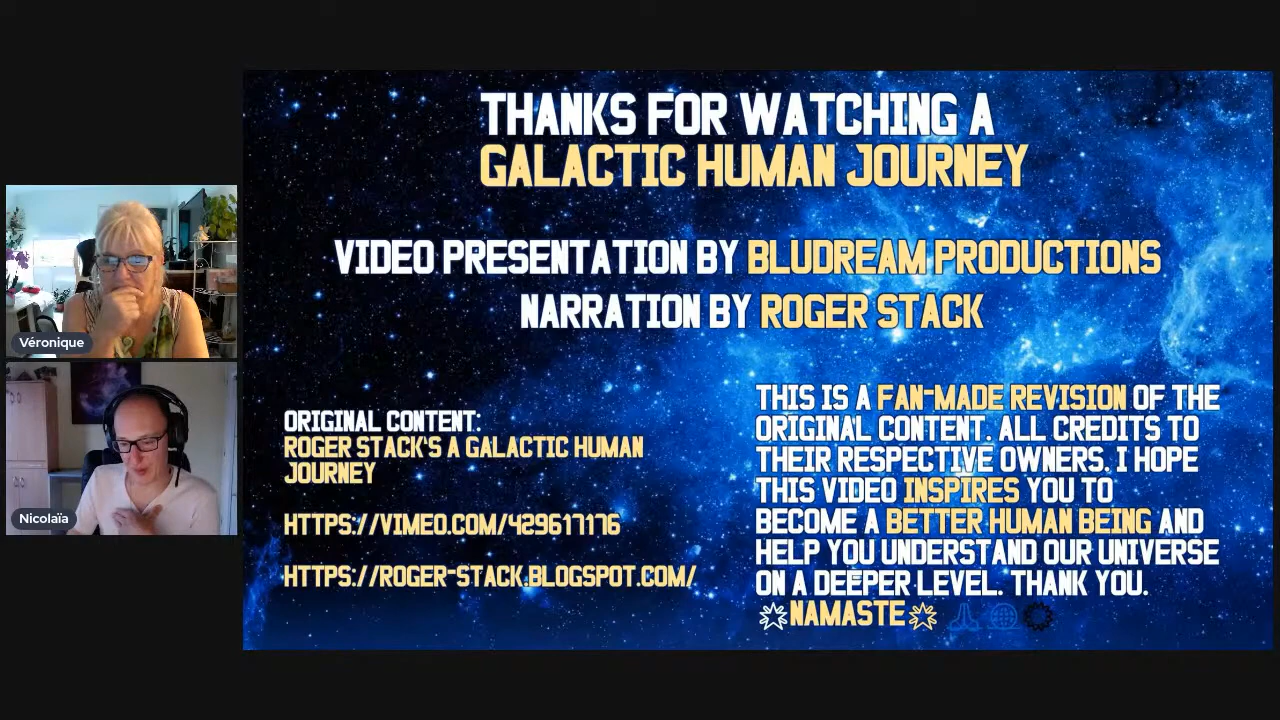 THANKS FOR WATCHING A
GALACTIC HUMAN JOURNEY
VIDEO PRESENTATION BY BLUDREAM PRODUCTIONS
NARRATION BY ROGER STACK
Véronique
Nicolaïa
ORIGINAL CONTENT:
ROGER STACK'S A GALACTIC HUMAN
JOURNEY
HTTPS://VIMEO.COM/429617176
HTTPS://ROGER-STACK.BLOGSPOT.COM/
THIS IS A FAN-MADE REVISION OF THE
ORIGINAL CONTENT. ALL CREDITS TO
THEIR RESPECTIVE OWNERS. I HOPE
THIS VIDEO INSPIRES YOU TO
BECOME A BETTER HUMAN BEING AND
HELP YOU UNDERSTAND OUR UNIVERSE
ON A DEEPER LEVEL. THANK YOU.
NAMASTE